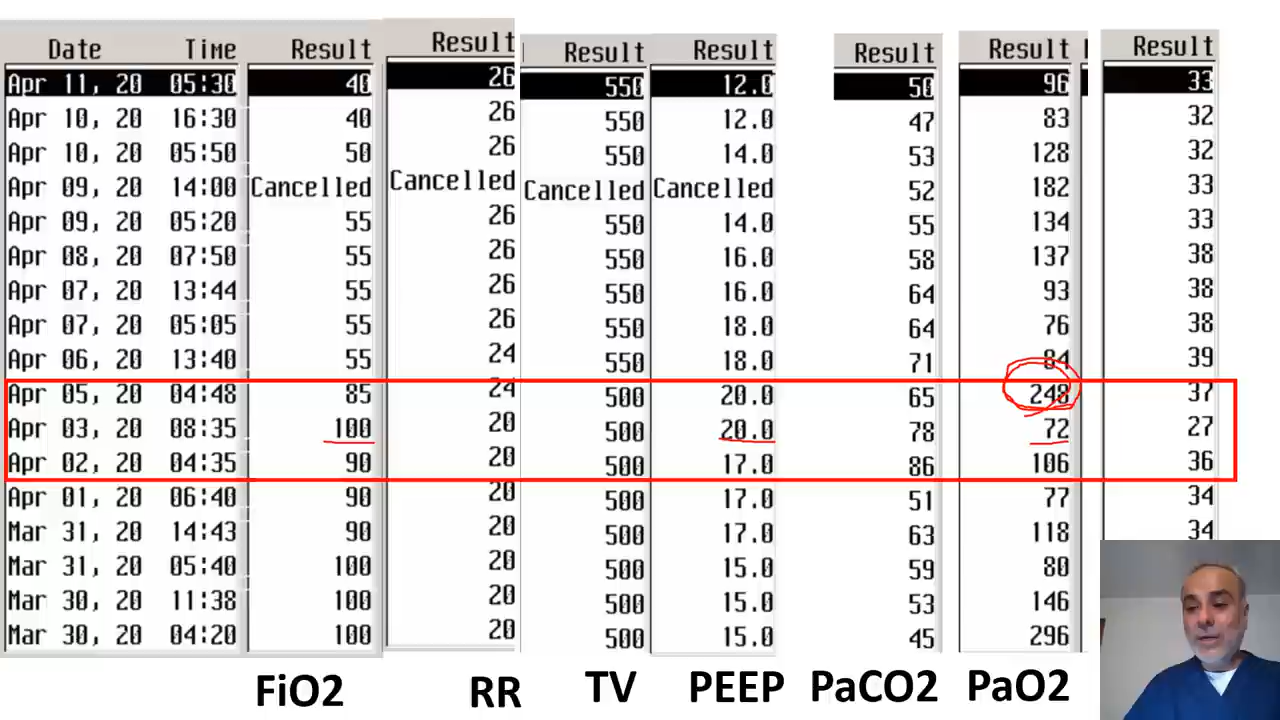 Date Time Result Result Result Result Result Result Result
Apr 11, 20 05:30 40 26 550 12.0 50 96 33
Apr 10, 20 16:30 40 26 550 12.0 47 83 32
Apr 10, 20 05:50 50 26 550 14.0 53 128 32
Apr 09, 20 14:00 Cancelled Cancelled Cancelled Cancelled 52 182 33
Apr 09, 20 05:20 55 26 550 14.0 55 134 33
Apr 08, 20 07:50 55 26 550 16.0 58 137 38
Apr 07, 20 13:44 55 26 550 16.0 64 93 38
Apr 07, 20 05:05 55 26 550 18.0 64 76 38
Apr 06, 20 13:40 55 24 550 18.0 71 84 39
Apr 05, 20 04:48 85 24 500 20.0 65 248 37
Apr 03, 20 08:35 100 20 500 20.0 78 72 27
Apr 02, 20 04:35 90 20 500 17.0 86 106 36
Apr 01, 20 06:40 90 20 500 17.0 51 77 34
Mar 31, 20 14:43 90 20 500 17.0 63 118 34
Mar 31, 20 05:40 100 20 500 15.0 59 80
Mar 30, 20 11:38 100 20 500 15.0 53 146
Mar 30, 20 04:20 100 20 500 15.0 45 296
FiO2 RR TV PEEP PaCO2 PaO2